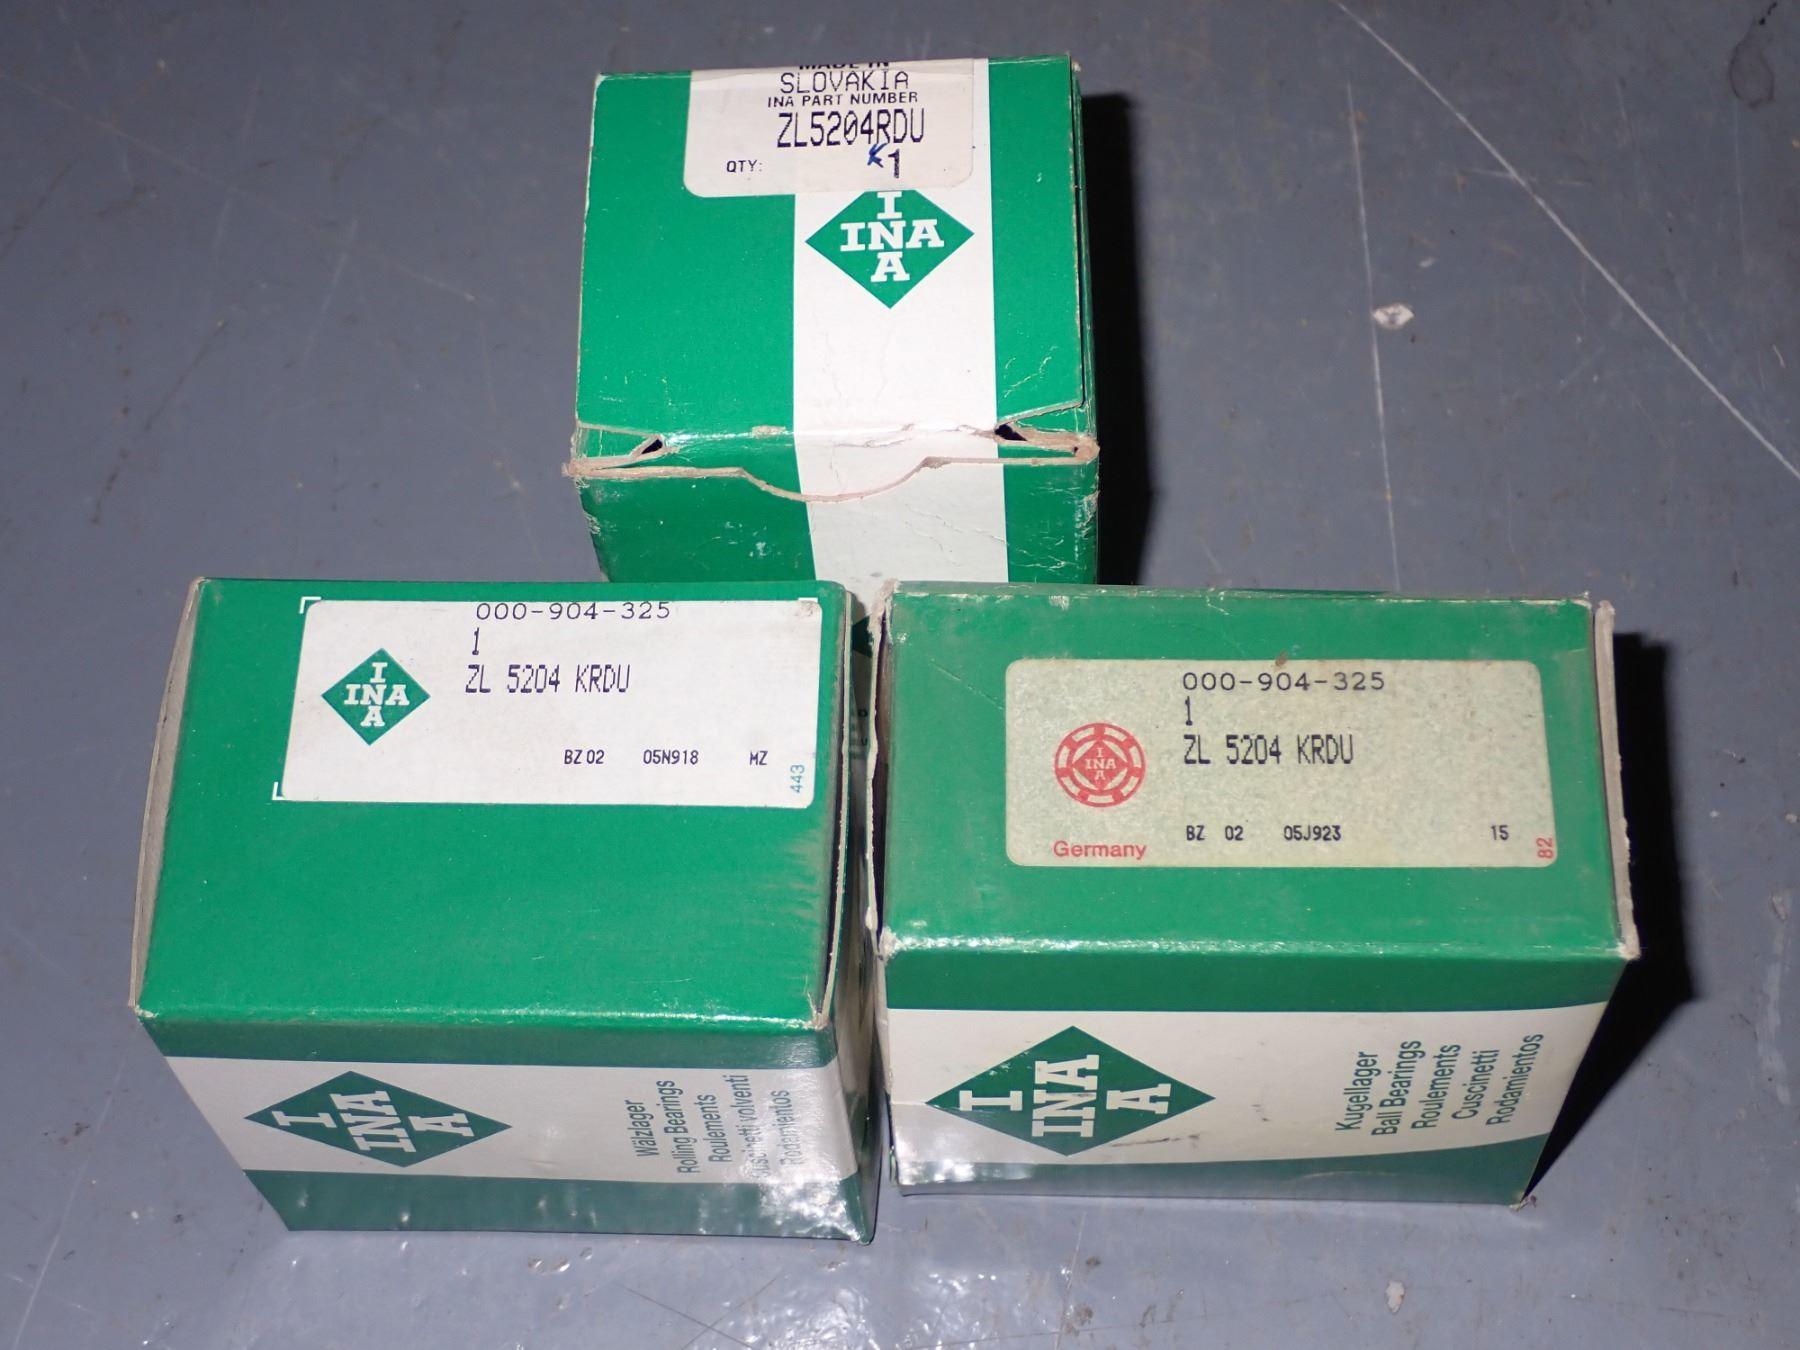 MADE IN
SLOVAKIA
INA PART NUMBER
ZL5204RDU
K
QTY: 1
I
INA
A
000-904-325
1
ZL 5204 KRDU
I
INA
A
BZ 02 05N918 MZ
443
I
INA
A
Wälzlager
Rolling Bearings
Roulements
Cuscinetti volventi
Rodamientos
000-904-325
1
ZL 5204 KRDU
I
INA
A
Germany
BZ 02 05J923 15
82
I
INA
A
Kugellager
Ball Bearings
Roulements
Cuscinetti
Rodamientos